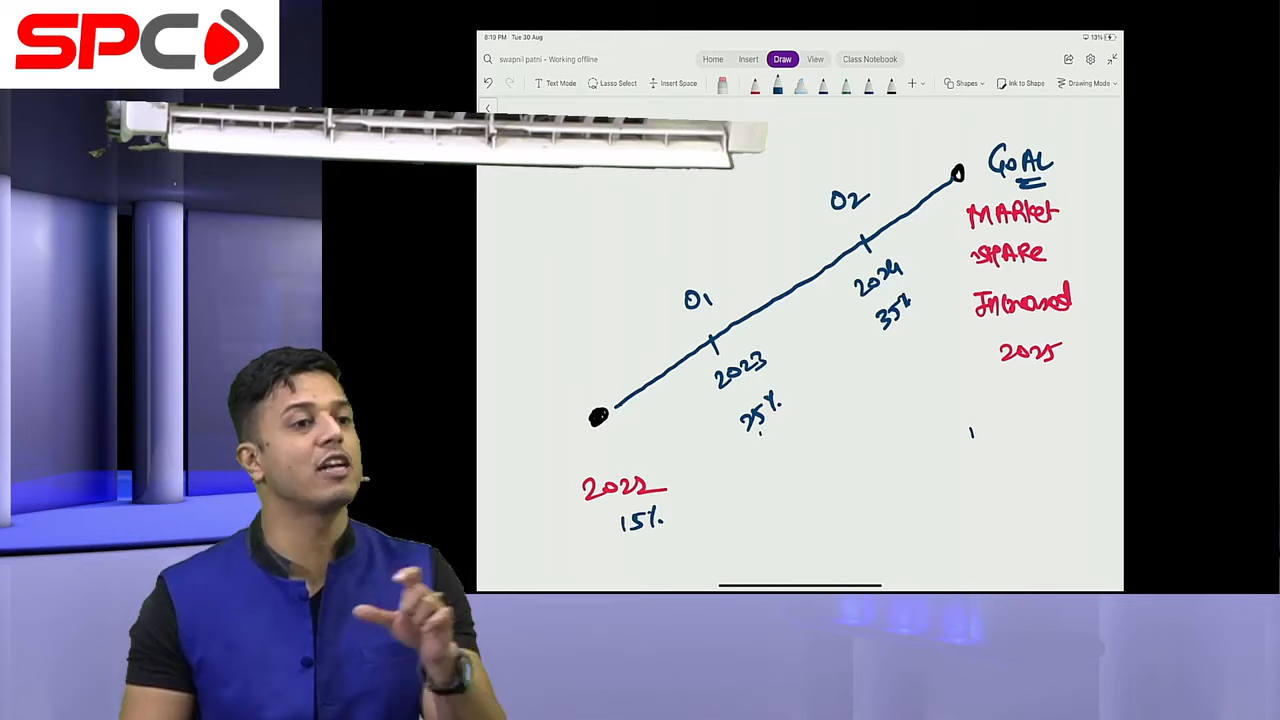 SPC
8:19 PM Tue 30 Aug
13%
swapnil patni - Working offline
Home Insert Draw View Class Notebook
Text Mode Lasso Select Insert Space Shapes Ink to Shape Drawing Mode
GOAL
MARket
SHARe
Increased
2025
O2
2024
35%
O1
2023
25%
2022
15%